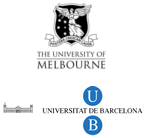 THE UNIVERSITY OF
MELBOURNE
U
UNIVERSITAT DE BARCELONA
B